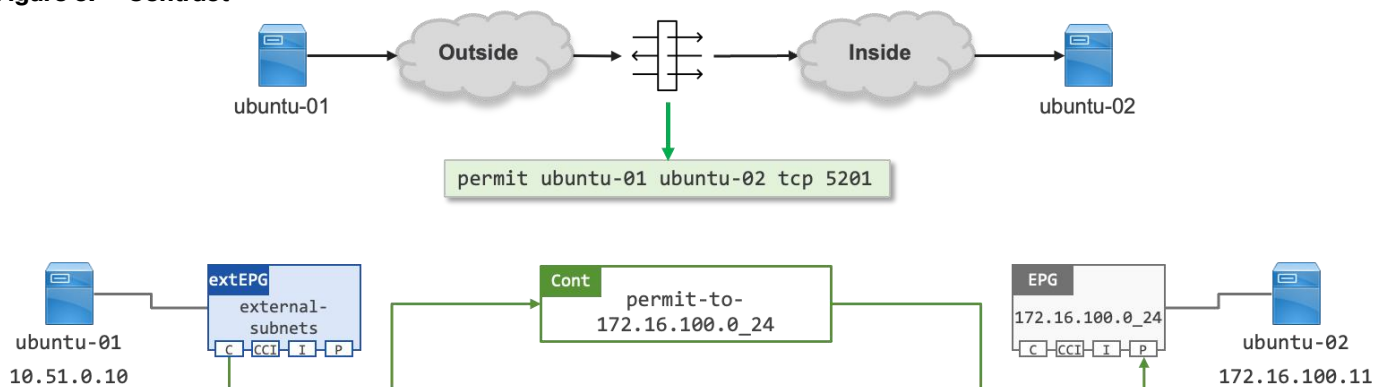 Outside
Inside
ubuntu-01
ubuntu-02
permit ubuntu-01 ubuntu-02 tcp 5201
extEPG
external-
subnets
C CCI I P
ubuntu-01
10.51.0.10
Cont
permit-to-
172.16.100.0_24
EPG
172.16.100.0_24
C CCI I P
ubuntu-02
172.16.100.11